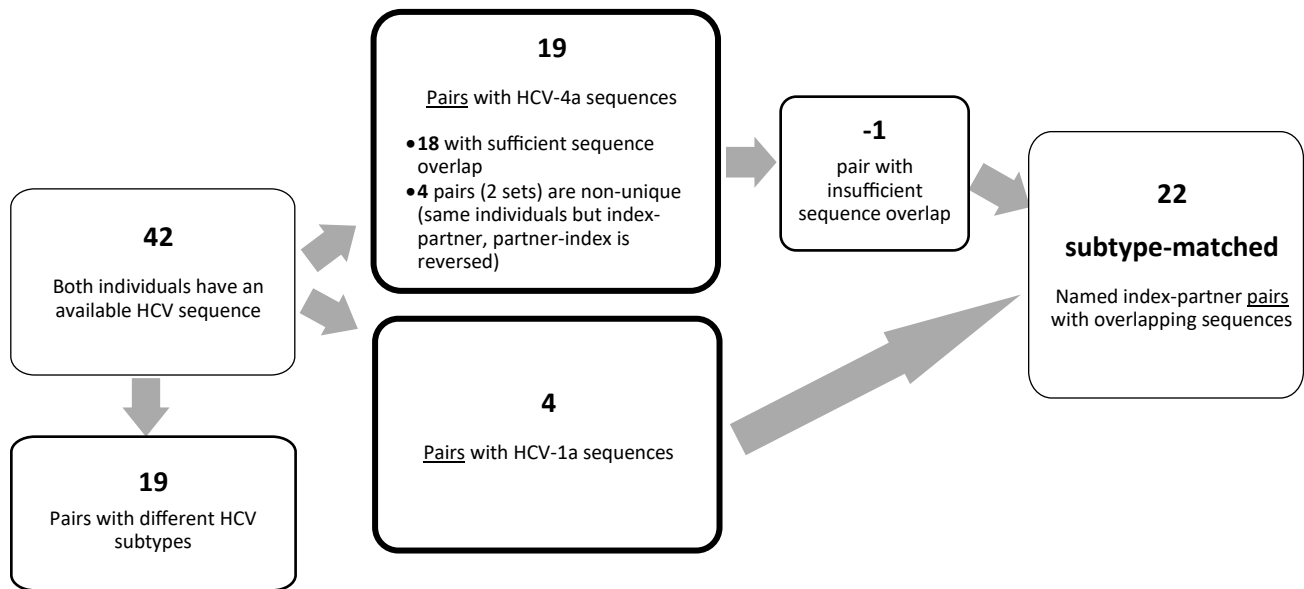 42
Both individuals have an
available HCV sequence
19
Pairs with different HCV
subtypes
19
Pairs with HCV-4a sequences
•18 with sufficient sequence
overlap
•4 pairs (2 sets) are non-unique
(same individuals but index-
partner, partner-index is
reversed)
4
Pairs with HCV-1a sequences
-1
pair with
insufficient
sequence overlap
22
subtype-matched
Named index-partner pairs
with overlapping sequences